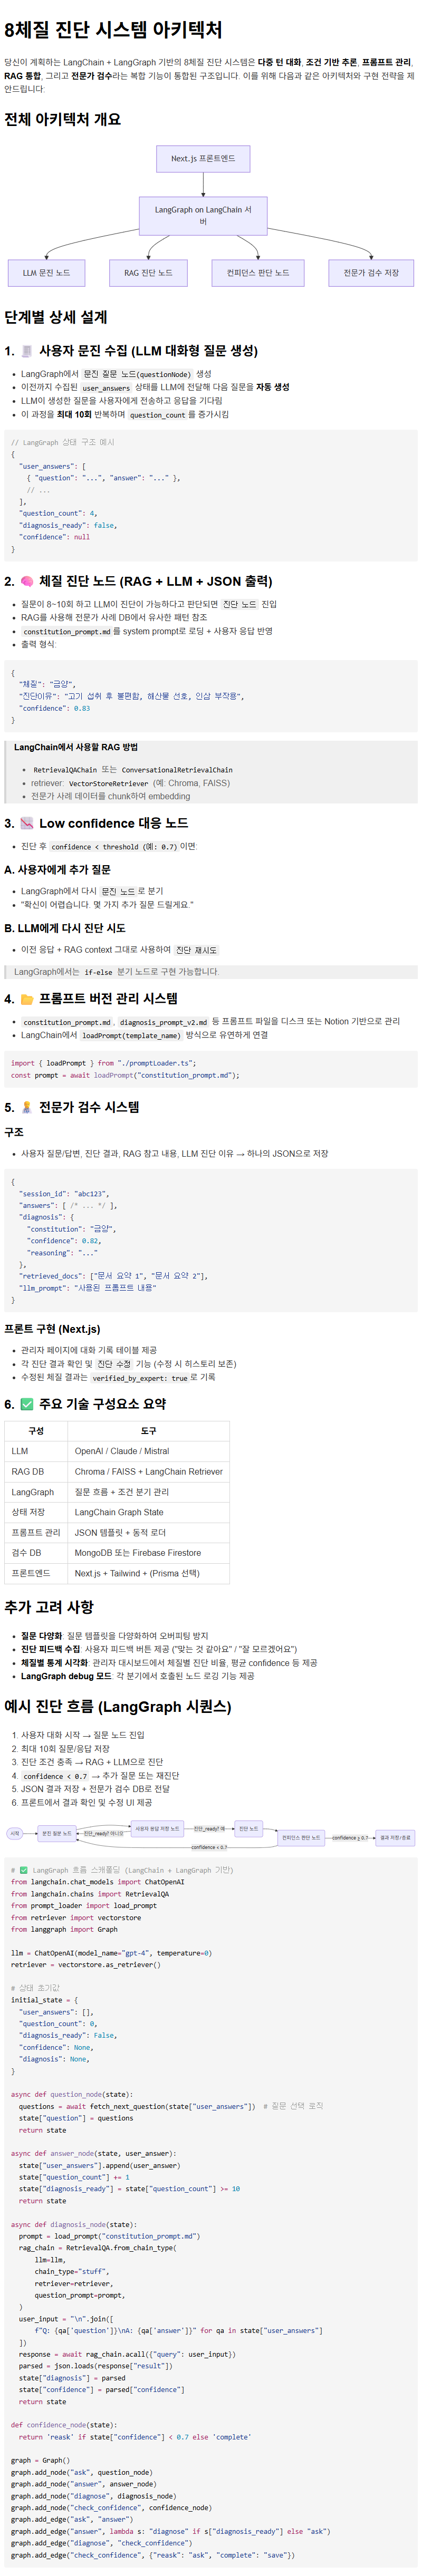 8체질 진단 시스템 아키텍처
당신이 계획하는 LangChain + LangGraph 기반의 8체질 진단 시스템은 다중 턴 대화, 조건 기반 추론, 프롬프트 관리,
RAG 통합, 그리고 전문가 검수라는 복합 기능이 통합된 구조입니다. 이를 위해 다음과 같은 아키텍처와 구현 전략을 제
안드립니다:
전체 아키텍처 개요
Next.js 프론트엔드
LangGraph on LangChain 서
버
LLM 문진 노드
RAG 진단 노드
컨피던스 판단 노드
전문가 검수 저장
단계별 상세 설계
1. 🧾 사용자 문진 수집 (LLM 대화형 질문 생성)
LangGraph에서 문진 질문 노드(questionNode) 생성
이전까지 수집된 user_answers 상태를 LLM에 전달해 다음 질문을 자동 생성
LLM이 생성한 질문을 사용자에게 전송하고 응답을 기다림
이 과정을 최대 10회 반복하며 question_count 를 증가시킴
// LangGraph 상태 구조 예시
{
"user_answers": [
{ "question": "...", "answer": "..." },
// ...
],
"question_count": 4,
"diagnosis_ready": false,
"confidence": null
}
2. 🧠 체질 진단 노드 (RAG + LLM + JSON 출력)
질문이 8~10회 하고 LLM이 진단이 가능하다고 판단되면 진단 노드 진입
RAG를 사용해 전문가 사례 DB에서 유사한 패턴 참조
constitution_prompt.md 를 system prompt로 로딩 + 사용자 응답 반영
출력 형식:
{
"체질": "금양",
"진단이유": "고기 섭취 후 불편함, 해산물 선호, 인삼 부작용",
"confidence": 0.83
}
LangChain에서 사용할 RAG 방법
RetrievalQAChain 또는 ConversationalRetrievalChain
retriever: VectorStoreRetriever (예: Chroma, FAISS)
전문가 사례 데이터를 chunk하여 embedding
3. 📉 Low confidence 대응 노드
진단 후 confidence < threshold (예: 0.7) 이면:
A. 사용자에게 추가 질문
LangGraph에서 다시 문진 노드 로 분기
"확신이 어렵습니다. 몇 가지 추가 질문 드릴게요."
B. LLM에게 다시 진단 시도
이전 응답 + RAG context 그대로 사용하여 진단 재시도
LangGraph에서는 if-else 분기 노드로 구현 가능합니다.
4. 📂 프롬프트 버전 관리 시스템
constitution_prompt.md, diagnosis_prompt_v2.md 등 프롬프트 파일을 디스크 또는 Notion 기반으로 관리
LangChain에서 loadPrompt(template_name) 방식으로 유연하게 연결
import { loadPrompt } from "./promptLoader.ts";
const prompt = await loadPrompt("constitution_prompt.md");
5. 전문가 검수 시스템
구조
사용자 질문/답변, 진단 결과, RAG 참고 내용, LLM 진단 이유 → 하나의 JSON으로 저장
{
"session_id": "abc123",
"answers": [ /* ... */ ],
"diagnosis": {
"constitution": "금양",
"confidence": 0.82,
"reasoning": "..."
},
"retrieved_docs": ["문서 요약 1", "문서 요약 2"],
"llm_prompt": "사용된 프롬프트 내용"
}
프론트 구현 (Next.js)
관리자 페이지에 대화 기록 테이블 제공
각 진단 결과 확인 및 진단 수정 기능 (수정 시 히스토리 보존)
수정된 체질 결과는 verified_by_expert: true 로 기록
6. ✅ 주요 기술 구성요소 요약
구성 도구
LLM OpenAI / Claude / Mistral
RAG DB Chroma / FAISS + LangChain Retriever
LangGraph 질문 흐름 + 조건 분기 관리
상태 저장 LangChain Graph State
프롬프트 관리 JSON 템플릿 + 동적 로더
검수 DB MongoDB 또는 Firebase Firestore
프론트엔드 Next.js + Tailwind + (Prisma 선택)
추가 고려 사항
질문 다양화: 질문 템플릿을 다양화하여 오버피팅 방지
진단 피드백 수집: 사용자 피드백 버튼 제공 ("맞는 것 같아요" / "잘 모르겠어요")
체질별 통계 시각화: 관리자 대시보드에서 체질별 진단 비율, 평균 confidence 등 제공
LangGraph debug 모드: 각 분기에서 호출된 노드 로깅 기능 제공
예시 진단 흐름 (LangGraph 시퀀스)
1. 사용자 대화 시작 → 질문 노드 진입
2. 최대 10회 질문/응답 저장
3. 진단 조건 충족 → RAG + LLM으로 진단
4. confidence < 0.7 → 추가 질문 또는 재진단
5. JSON 결과 저장 + 전문가 검수 DB로 전달
6. 프론트에서 결과 확인 및 수정 UI 제공
시작
문진 질문 노드
진단_ready? 아니오
사용자 응답 저장 노드
진단_ready? 예
진단 노드
컨피던스 판단 노드
confidence ≥ 0.7
결과 저장/종료
confidence < 0.7
# ✅ LangGraph 흐름 스캐폴딩 (LangChain + LangGraph 기반)
from langchain.chat_models import ChatOpenAI
from langchain.chains import RetrievalQA
from prompt_loader import load_prompt
from retriever import vectorstore
from langgraph import Graph
llm = ChatOpenAI(model_name="gpt-4", temperature=0)
retriever = vectorstore.as_retriever()
# 상태 초기값
initial_state = {
"user_answers": [],
"question_count": 0,
"diagnosis_ready": False,
"confidence": None,
"diagnosis": None,
}
async def question_node(state):
questions = await fetch_next_question(state["user_answers"]) # 질문 선택 로직
state["question"] = questions
return state
async def answer_node(state, user_answer):
state["user_answers"].append(user_answer)
state["question_count"] += 1
state["diagnosis_ready"] = state["question_count"] >= 10
return state
async def diagnosis_node(state):
prompt = load_prompt("constitution_prompt.md")
rag_chain = RetrievalQA.from_chain_type(
llm=llm,
chain_type="stuff",
retriever=retriever,
question_prompt=prompt,
)
user_input = "\n".join([
f"Q: {qa['question']}\nA: {qa['answer']}" for qa in state["user_answers"]
])
response = await rag_chain.acall({"query": user_input})
parsed = json.loads(response["result"])
state["diagnosis"] = parsed
state["confidence"] = parsed["confidence"]
return state
def confidence_node(state):
return 'reask' if state["confidence"] < 0.7 else 'complete'
graph = Graph()
graph.add_node("ask", question_node)
graph.add_node("answer", answer_node)
graph.add_node("diagnose", diagnosis_node)
graph.add_node("check_confidence", confidence_node)
graph.add_edge("ask", "answer")
graph.add_edge("answer", lambda s: "diagnose" if s["diagnosis_ready"] else "ask")
graph.add_edge("diagnose", "check_confidence")
graph.add_edge("check_confidence", {"reask": "ask", "complete": "save"})